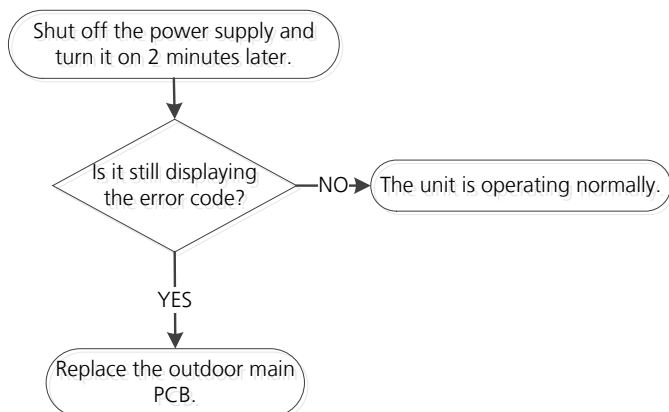 Shut off the power supply and
turn it on 2 minutes later.
Is it still displaying
the error code?
NO
The unit is operating normally.
YES
Replace the outdoor main
PCB.